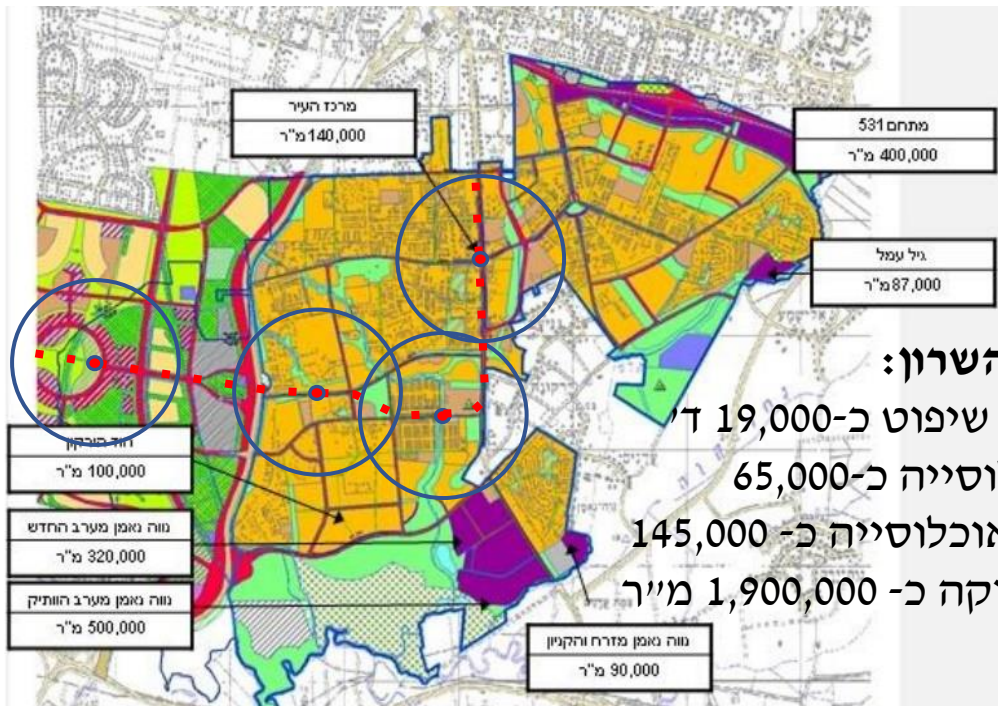 מרכז העיר
140,000 מ"ר
מתחם 531
400,000 מ"ר
גיל עמל
87,000 מ"ר
השרון:
שיפוט כ-19,000 ד'
וסייה כ-65,000
אוכלוסייה כ- 145,000
יקה כ- 1,900,000 מ"ר
הוד הירקון
100,000 מ"ר
נווה נאמן מערב החדש
320,000 מ"ר
נווה נאמן מערב הוותיק
500,000 מ"ר
נווה נאמן מזרח והקניון
90,000 מ"ר